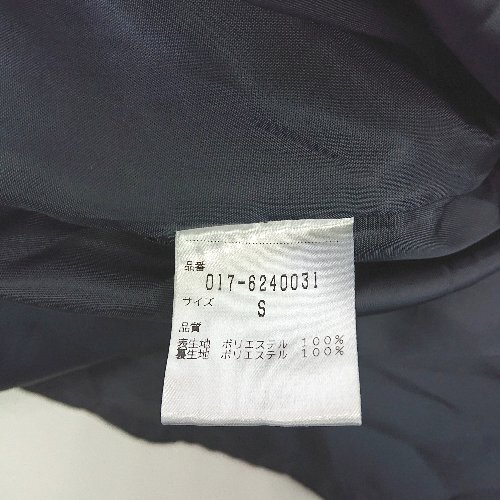 品番
017-6240031
サイズ
S
品質
表生地 ポリエステル 100%
裏生地 ポリエステル 100%